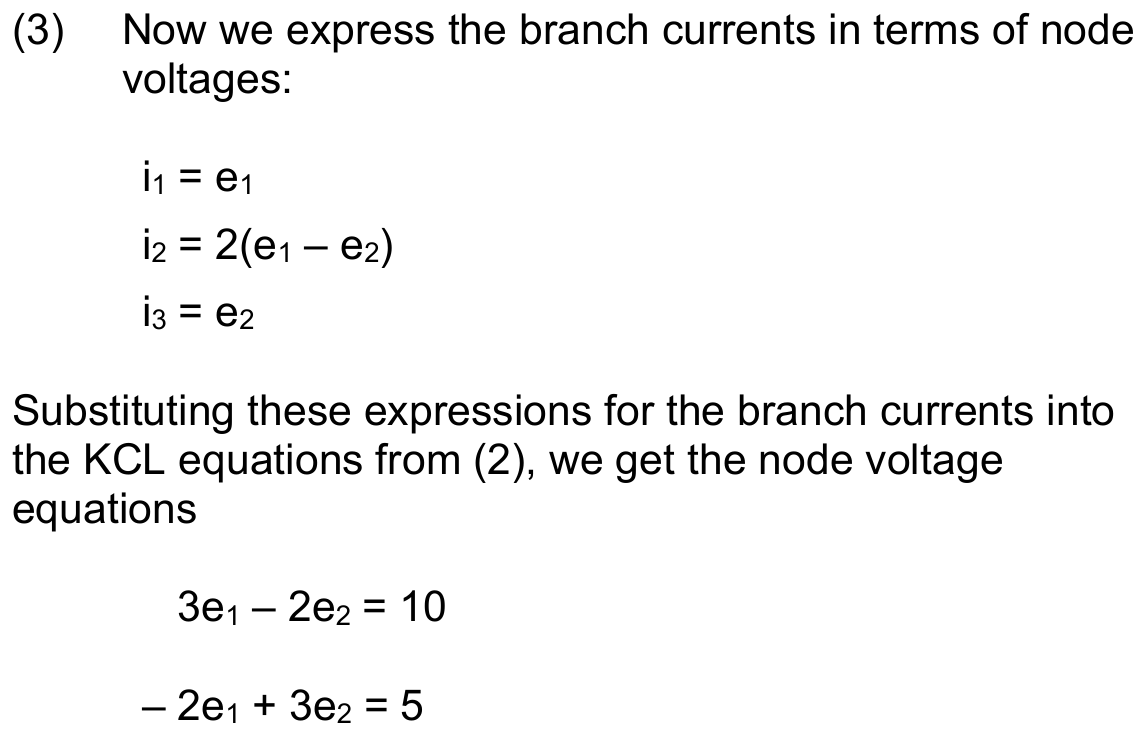 (3) Now we express the branch currents in terms of node
voltages:
i₁ = e₁
i₂ = 2(e₁ – e₂)
i₃ = e₂
Substituting these expressions for the branch currents into
the KCL equations from (2), we get the node voltage
equations
3e₁ – 2e₂ = 10
– 2e₁ + 3e₂ = 5